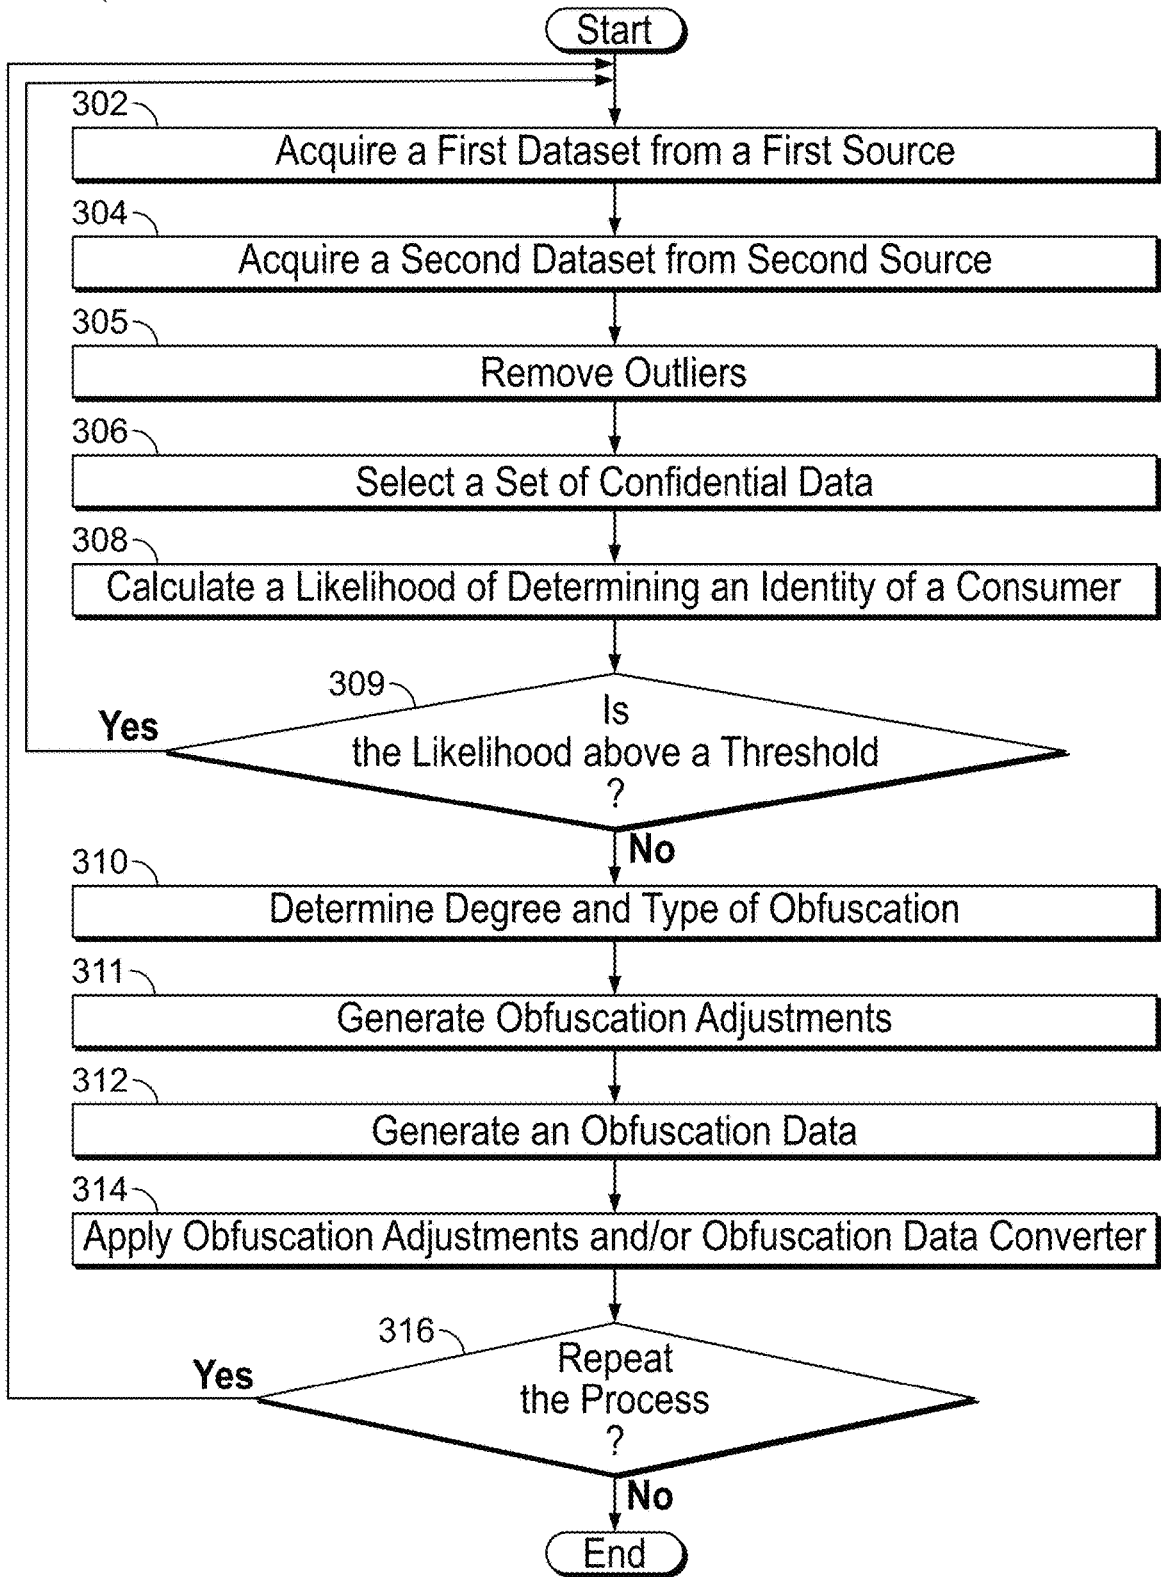 Start
302
Acquire a First Dataset from a First Source
304
Acquire a Second Dataset from Second Source
305
Remove Outliers
306
Select a Set of Confidential Data
308
Calculate a Likelihood of Determining an Identity of a Consumer
309
Yes
Is
the Likelihood above a Threshold
?
No
310
Determine Degree and Type of Obfuscation
311
Generate Obfuscation Adjustments
312
Generate an Obfuscation Data
314
Apply Obfuscation Adjustments and/or Obfuscation Data Converter
316
Yes
Repeat
the Process
?
No
End